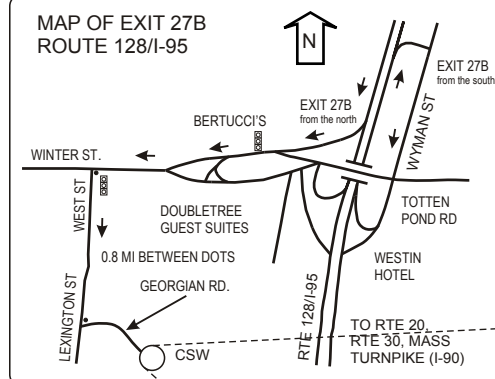 MAP OF EXIT 27B
ROUTE 128/I-95
N
EXIT 27B
from the south
EXIT 27B
from the north
BERTUCCI'S
WYMAN ST
WINTER ST.
WEST ST
DOUBLETREE
GUEST SUITES
TOTTEN
POND RD
0.8 MI BETWEEN DOTS
WESTIN
HOTEL
GEORGIAN RD.
LEXINGTON ST
RTE 128/I-95
CSW
TO RTE 20,
RTE 30, MASS
TURNPIKE (I-90)